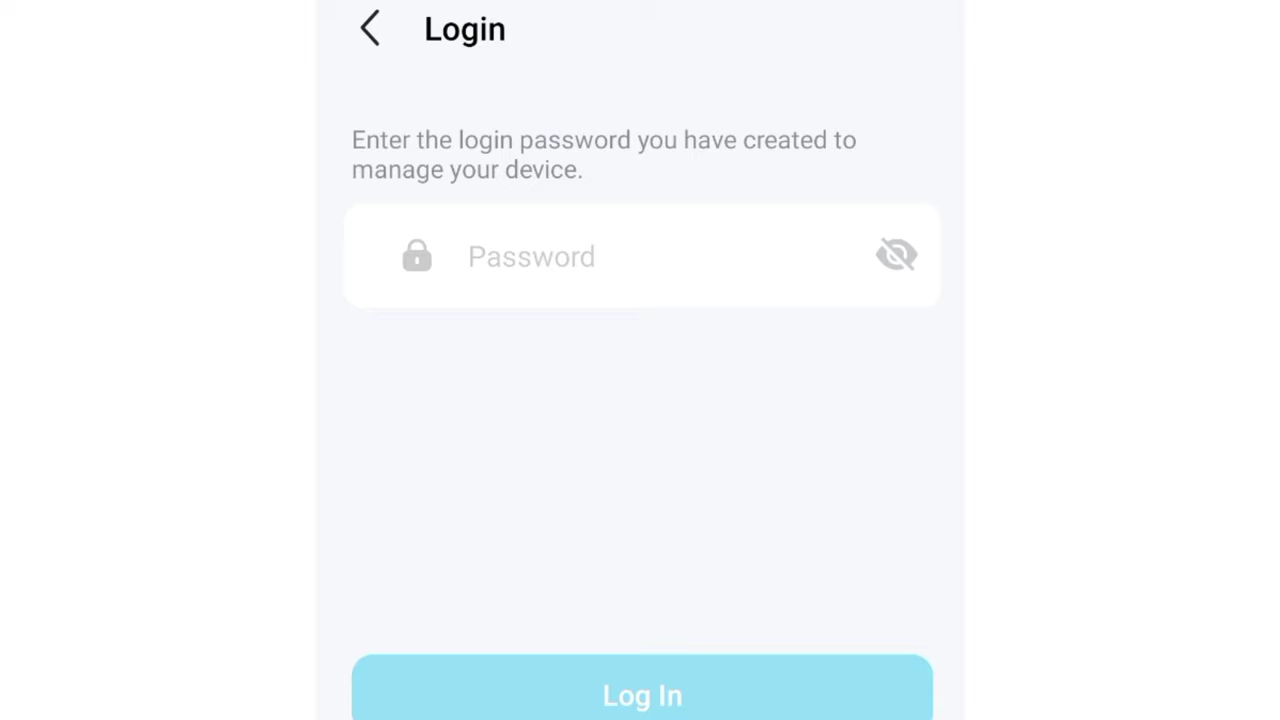 Login
Enter the login password you have created to
manage your device.
Password
Log In